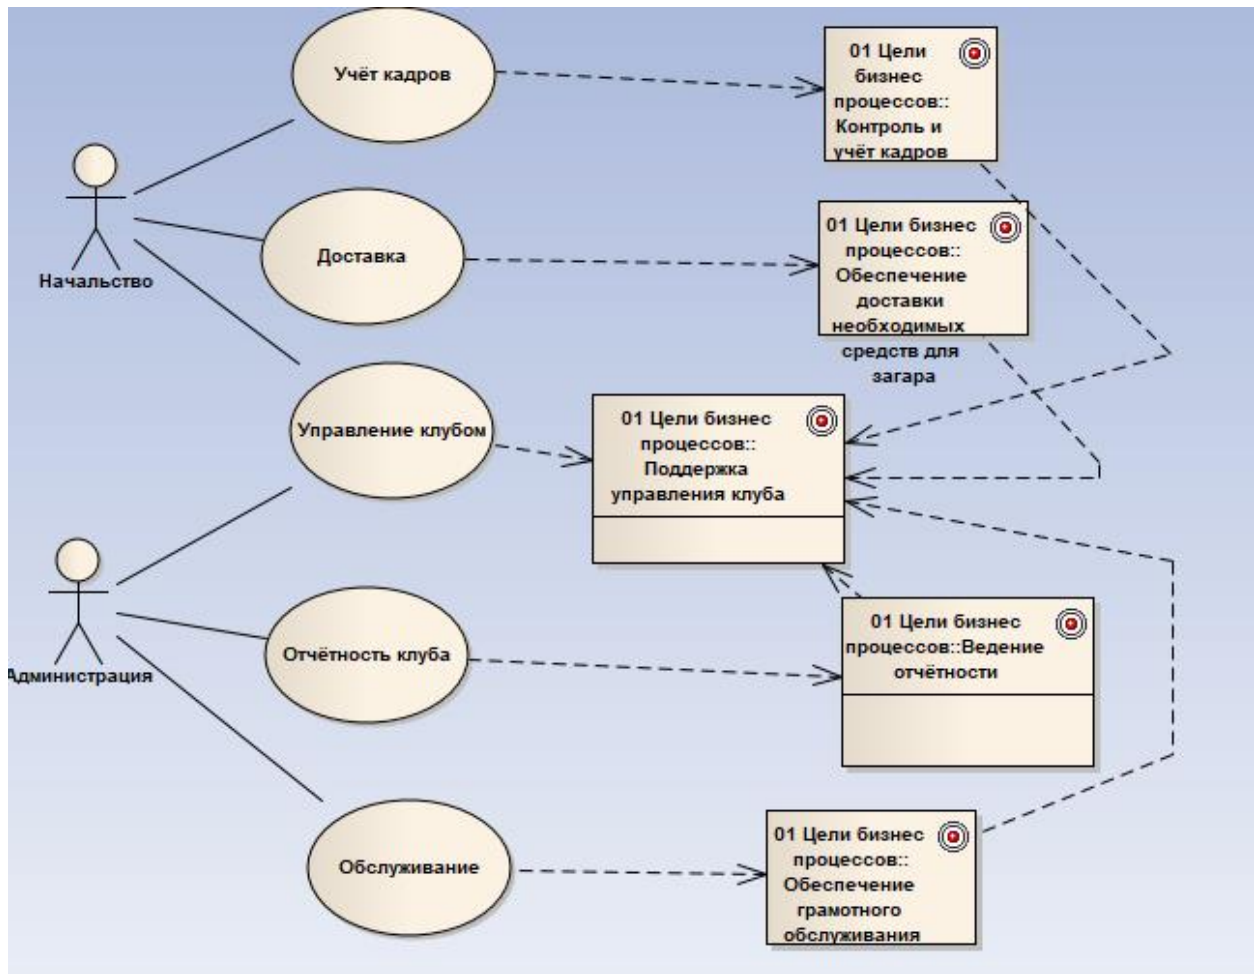 Учёт кадров
01 Цели
бизнес
процессов::
Контроль и
учёт кадров
Начальство
Доставка
01 Цели бизнес
процессов::
Обеспечение
доставки
необходимых
средств для
загара
Управление клубом
01 Цели бизнес
процессов::
Поддержка
управления клуба
Администрация
Отчётность клуба
01 Цели бизнес
процессов::Ведение
отчётности
Обслуживание
01 Цели бизнес
процессов::
Обеспечение
грамотного
обслуживания